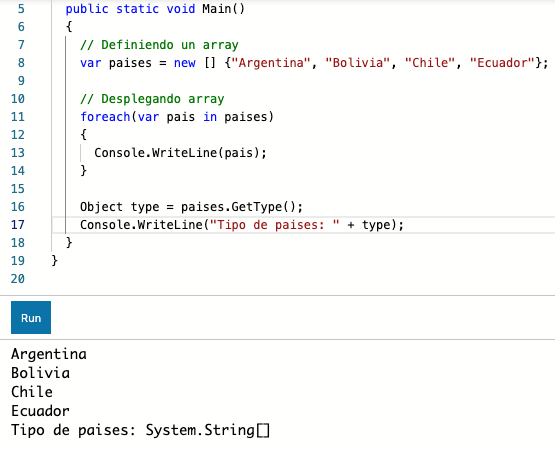 5 public static void Main()
6 {
7 // Definiendo un array
8 var paises = new [] {"Argentina", "Bolivia", "Chile", "Ecuador"};
9
10 // Desplegando array
11 foreach(var pais in paises)
12 {
13 Console.WriteLine(pais);
14 }
15
16 Object type = paises.GetType();
17 Console.WriteLine("Tipo de paises: " + type);
18 }
19 }
20
Run
Argentina
Bolivia
Chile
Ecuador
Tipo de paises: System.String[]